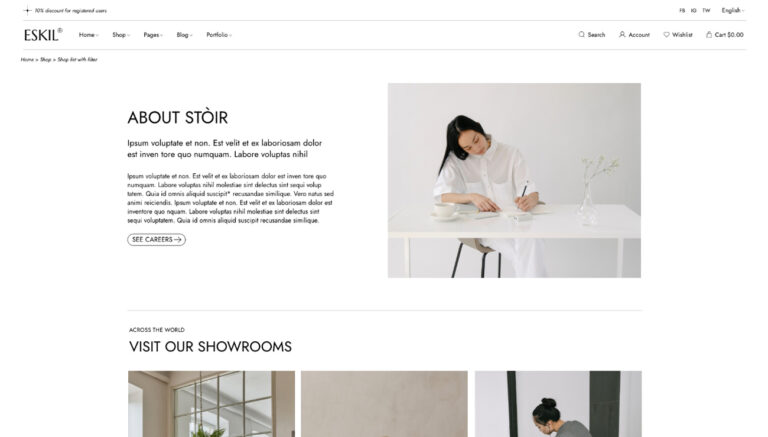 10% discount for registered users
FB IG TW English
ESKIL®
Home Shop Pages Blog Portfolio
Search Account Wishlist Cart $0.00
Home > Shop > Shop list with filter
ABOUT STÒIR
Ipsum voluptate et non. Est velit et ex laboriosam dolor
est inven tore quo numquam. Labore voluptas nihil
Ipsum voluptate et non. Est velit et ex laboriosam dolor est inven tore quo
numquam. Labore voluptas nihil molestiae sint delectus sint sequi volup
tatem. Quia id omnis aliquid suscipit* recusandae similique. Vero natus sed
animi reiciendis. Ipsum voluptate et non. Est velit et ex laboriosam dolor est
inventore quo nquam. Labore voluptas nihil molestiae sint delectus sint
sequi voluptatem. Quia id omnis aliquid suscipit recusandae similique.
SEE CAREERS
ACROSS THE WORLD
VISIT OUR SHOWROOMS